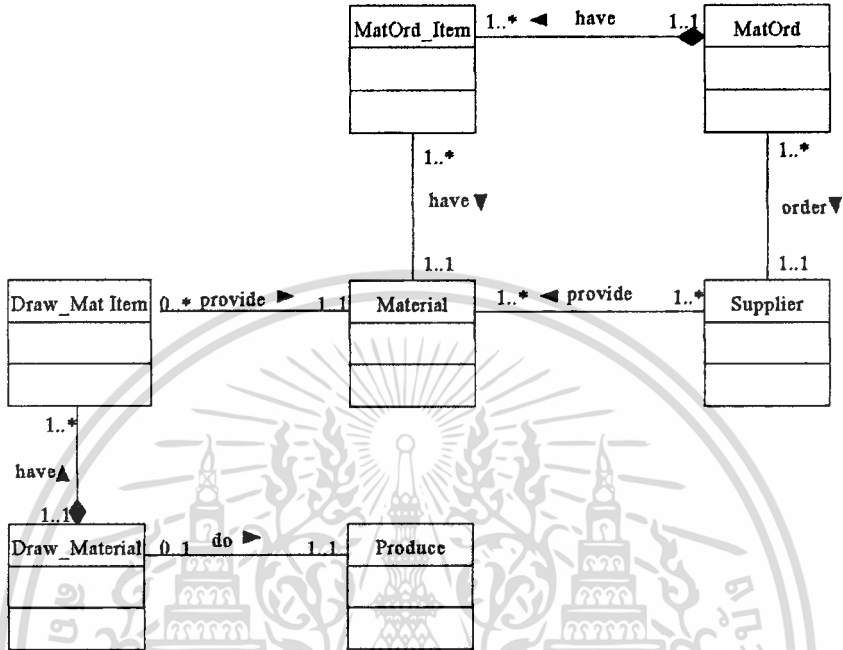 MatOrd_Item
1..* ◄ have 1..1
MatOrd
1..*
have ▼
1..1
1..*
order ▼
1..1
Draw_Mat Item
0..* provide ► 1..1
Material
1..* ◄ provide 1..*
Supplier
1..*
have▲
1..1
Draw_Material
0 1 do ► 1..1
Produce